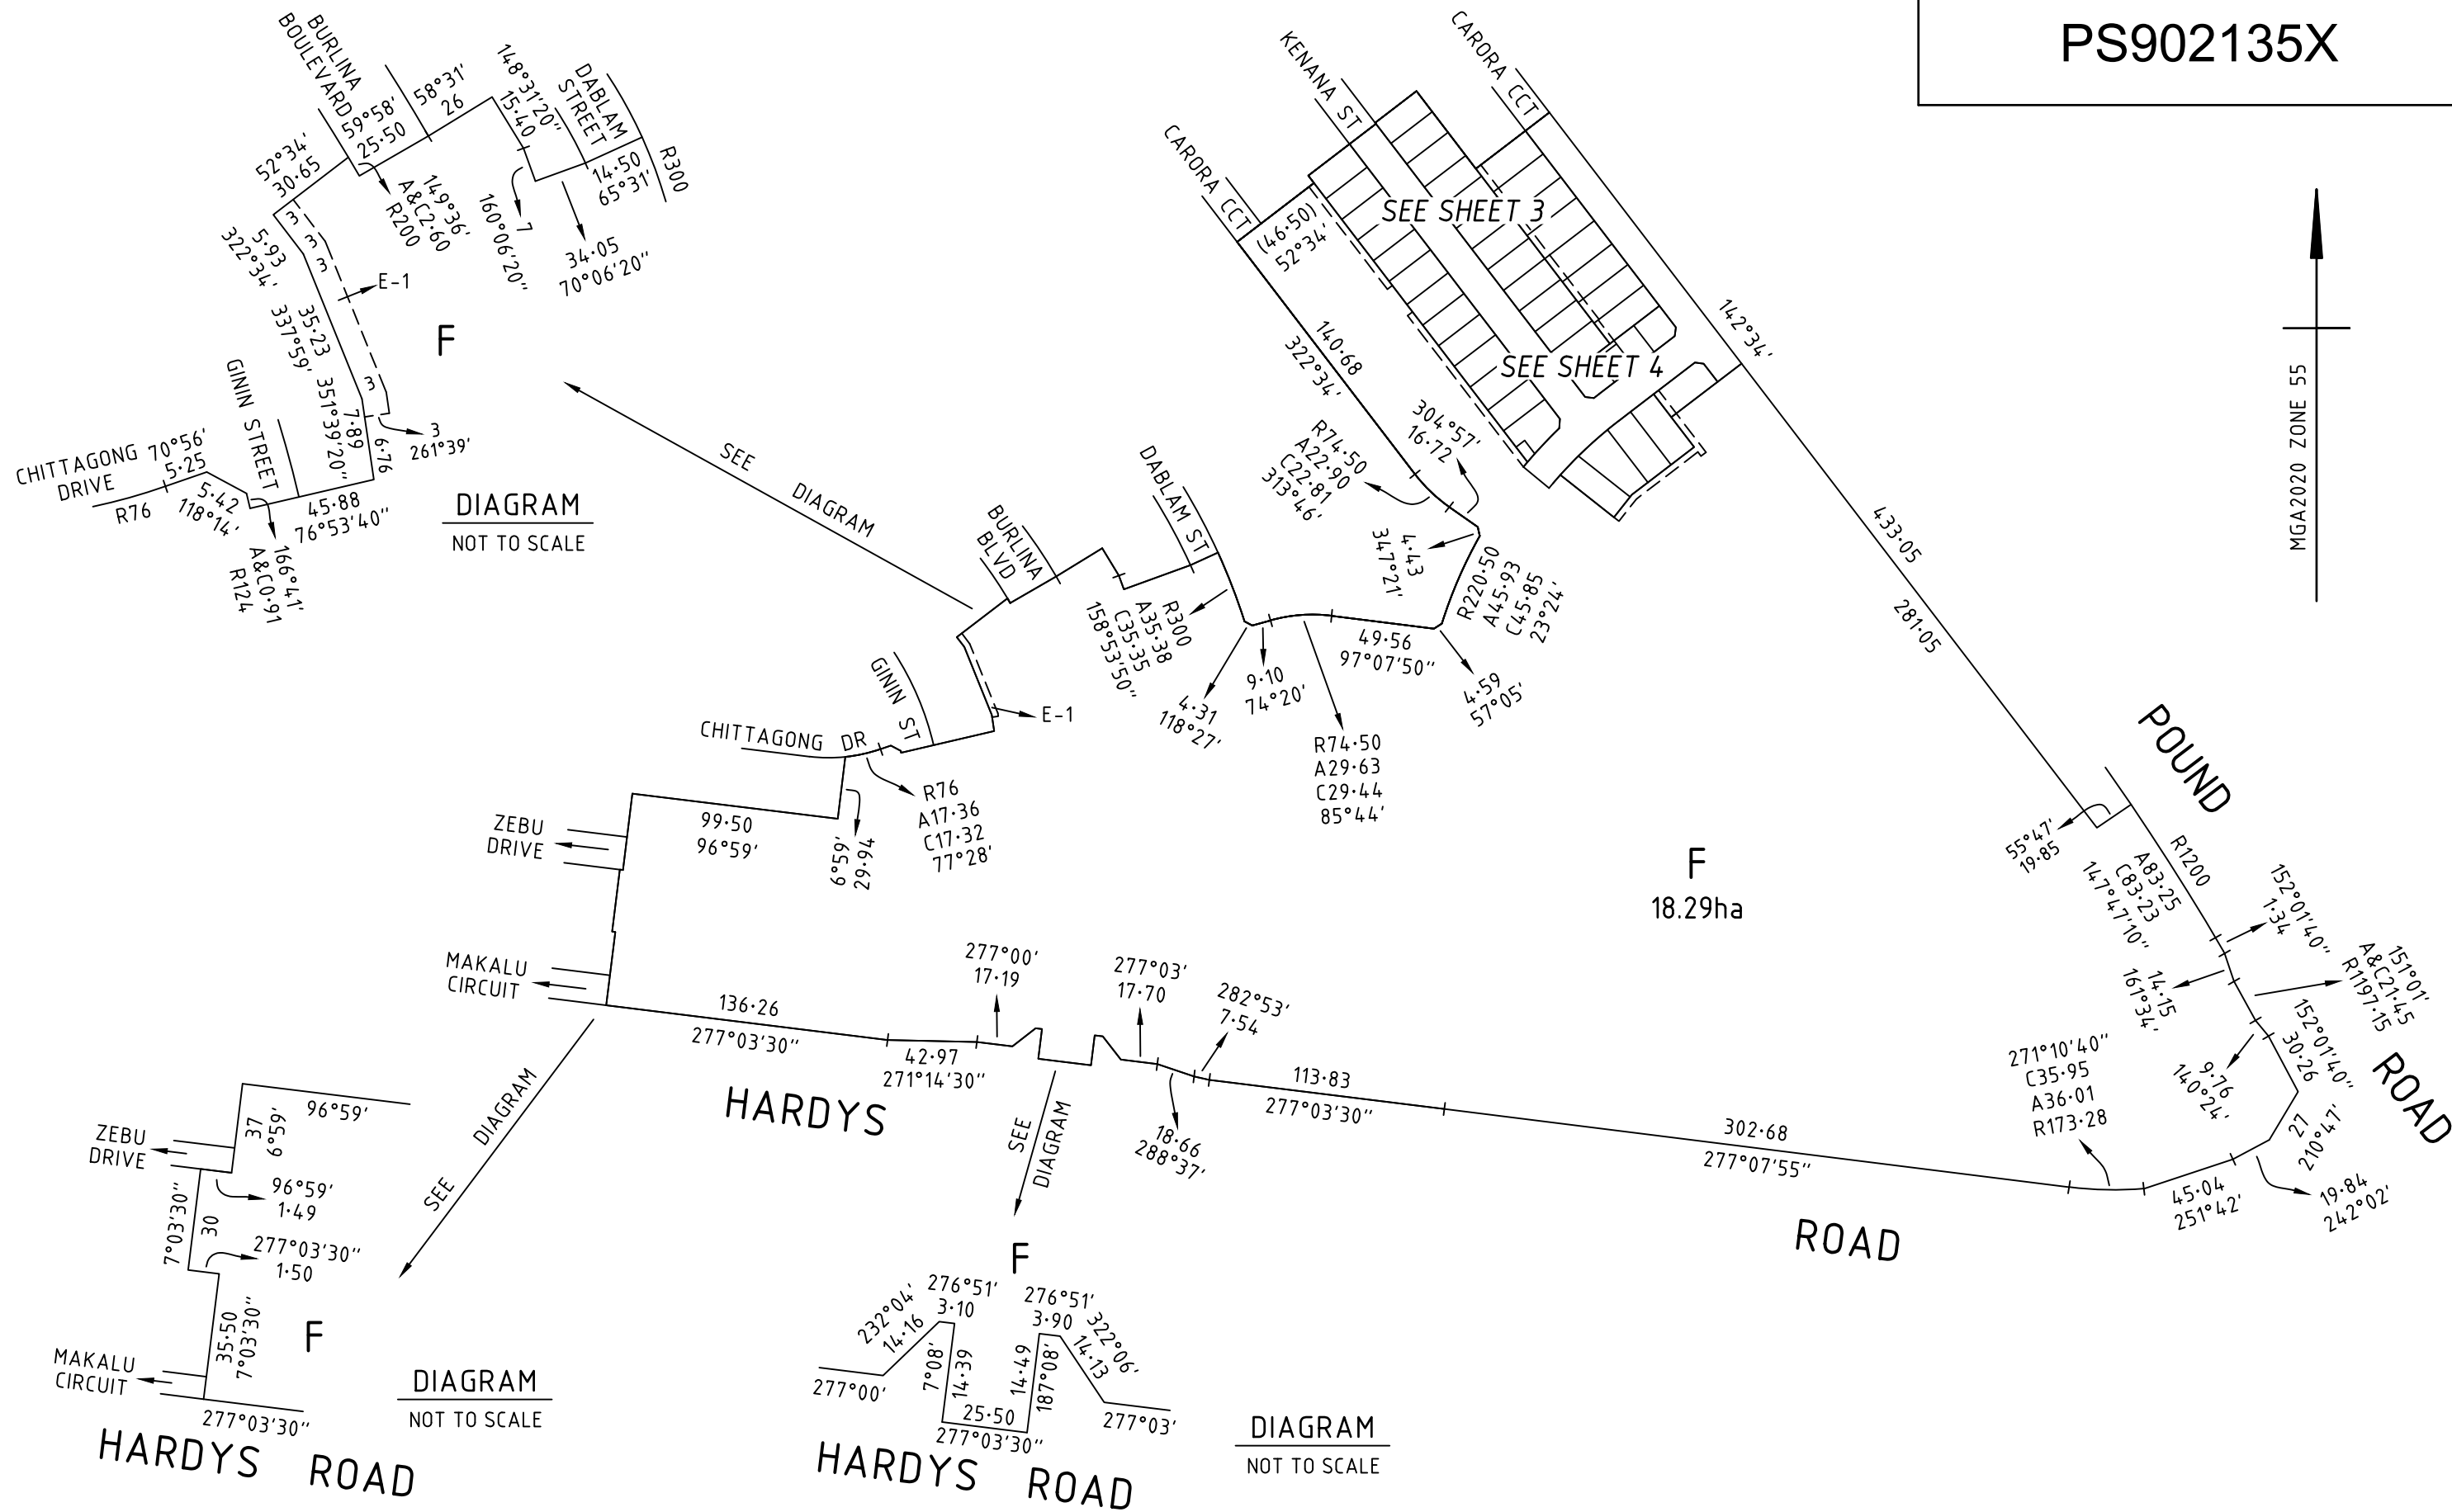 PS902135X
BURLINA
BOULEVARD
59°58'
25·50
58°31'
26
148°31'20"
15·40
DABLAM
STREET
R300
14·50
65°31'
52°34'
30·65
149°36'
A&C2·60
R200
7
160°06'20"
34·05
70°06'20"
3
3
3
3
5·93
322°34'
E-1
F
35·23
337°59'
351°39'20"
7·89
6·76
3
261°39'
GININ STREET
CHITTAGONG
DRIVE
70°56'
5·25
R76
5·42
118°14'
45·88
76°53'40"
166°41'
A&C0·91
R124
DIAGRAM
NOT TO SCALE
SEE
DIAGRAM
CARORA CCT
KENANA ST
CARORA CCT
SEE SHEET 3
SEE SHEET 4
(46·50)
52°34'
140·68
322°34'
142°34'
433·05
281·05
MGA2020 ZONE 55
304°57'
16·72
R74·50
A22·90
C22·81
313°46'
4·43
347°21'
R220·50
A45·93
C45·85
23°24'
DABLAM ST
BURLINA
BLVD
R300
A35·38
C35·35
158°53'50"
4·31
118°27'
9·10
74°20'
49·56
97°07'50"
4·59
57°05'
R74·50
A29·63
C29·44
85°44'
GININ ST
E-1
CHITTAGONG DR
R76
A17·36
C17·32
77°28'
ZEBU
DRIVE
99·50
96°59'
6°59'
29·94
F
18.29ha
POUND
ROAD
55°47'
19·85
R1200
A83·25
C83·23
147°47'10"
152°01'40"
1·34
14·15
161°34'
151°01'
A&C21·45
R1197·15
152°01'40"
30·26
9·76
140°24'
27
210°47'
19·84
242°02'
45·04
251°42'
271°10'40"
C35·95
A36·01
R173·28
MAKALU
CIRCUIT
136·26
277°03'30"
42·97
271°14'30"
277°00'
17·19
277°03'
17·70
282°53'
7·54
18·66
288°37'
113·83
277°03'30"
302·68
277°07'55"
HARDYS
ROAD
SEE
DIAGRAM
SEE
DIAGRAM
96°59'
37
6°59'
ZEBU
DRIVE
96°59'
1·49
7°03'30"
30
277°03'30"
1·50
35·50
7°03'30"
F
MAKALU
CIRCUIT
277°03'30"
HARDYS ROAD
DIAGRAM
NOT TO SCALE
F
276°51'
3·10
276°51'
3·90
232°04'
14·16
322°06'
14·13
7°08'
14·39
14·49
187°08'
277°00'
25·50
277°03'30"
277°03'
HARDYS ROAD
DIAGRAM
NOT TO SCALE